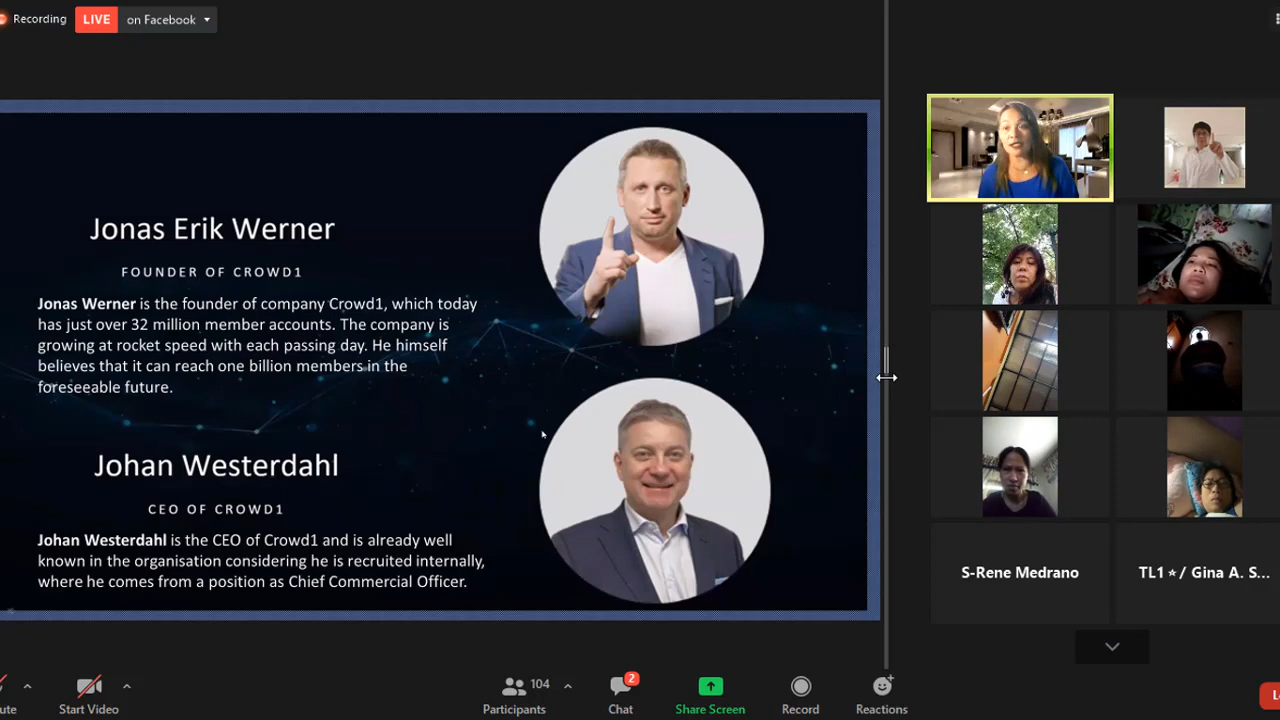 Recording
LIVE
on Facebook
Jonas Erik Werner
FOUNDER OF CROWD1
Jonas Werner is the founder of company Crowd1, which today
has just over 32 million member accounts. The company is
growing at rocket speed with each passing day. He himself
believes that it can reach one billion members in the
foreseeable future.
Johan Westerdahl
CEO OF CROWD1
Johan Westerdahl is the CEO of Crowd1 and is already well
known in the organisation considering he is recruited internally,
where he comes from a position as Chief Commercial Officer.
S-Rene Medrano
TL1⭐/ Gina A. S...
ute
Start Video
104
Participants
2
Chat
Share Screen
Record
Reactions
L